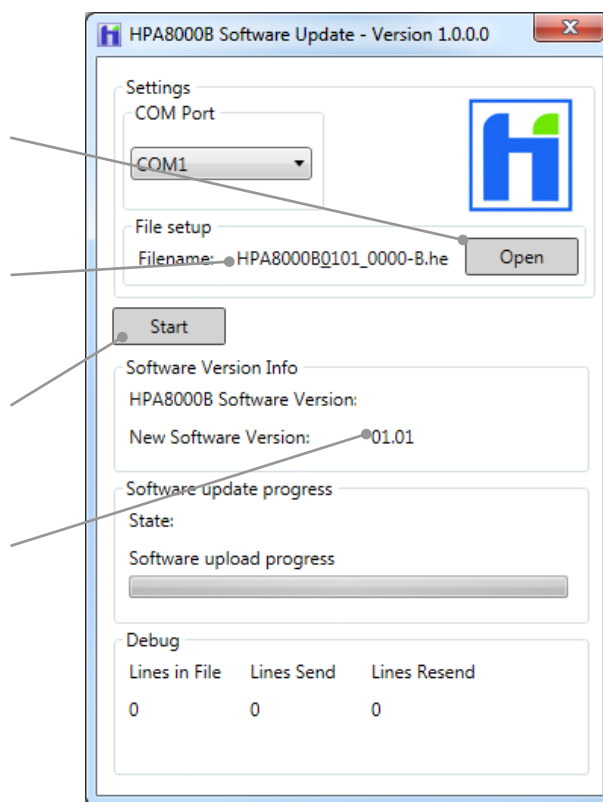 HPA8000B Software Update - Version 1.0.0.0
Settings
COM Port
COM1
File setup
Filename: HPA8000B0101_0000-B.he
Open
Start
Software Version Info
HPA8000B Software Version:
New Software Version: 01.01
Software update progress
State:
Software upload progress
Debug
Lines in File Lines Send Lines Resend
0 0 0